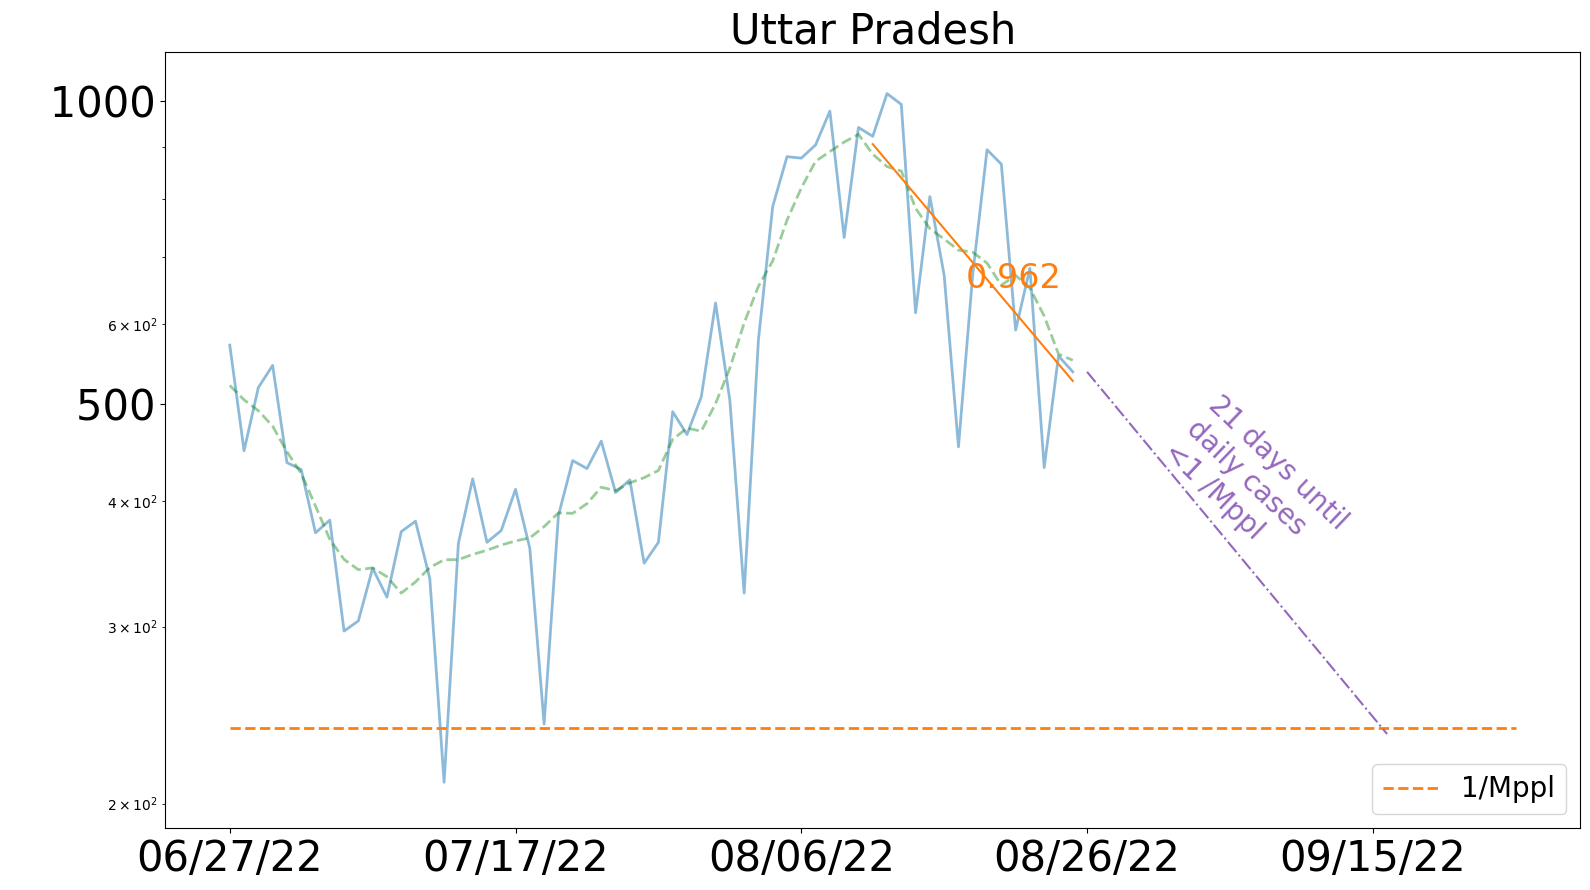 Uttar Pradesh
1000
6 × 10²
500
4 × 10²
3 × 10²
2 × 10²
0.962
21 days until
daily cases
<1 /Mppl
1/Mppl
06/27/22 07/17/22 08/06/22 08/26/22 09/15/22